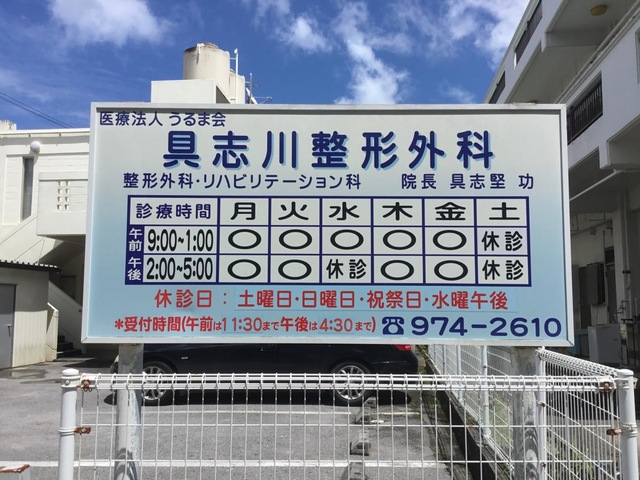 医療法人 うるま会
具志川整形外科
整形外科・リハビリテーション科 院長 具志堅 功
診療時間 月 火 水 木 金 土
午前 9:00~1:00 〇 〇 〇 〇 〇 休診
午後 2:00~5:00 〇 〇 休診 〇 〇 休診
休診日：土曜日・日曜日・祝祭日・水曜午後
*受付時間(午前は11:30まで午後は4:30まで) ☎974-2610